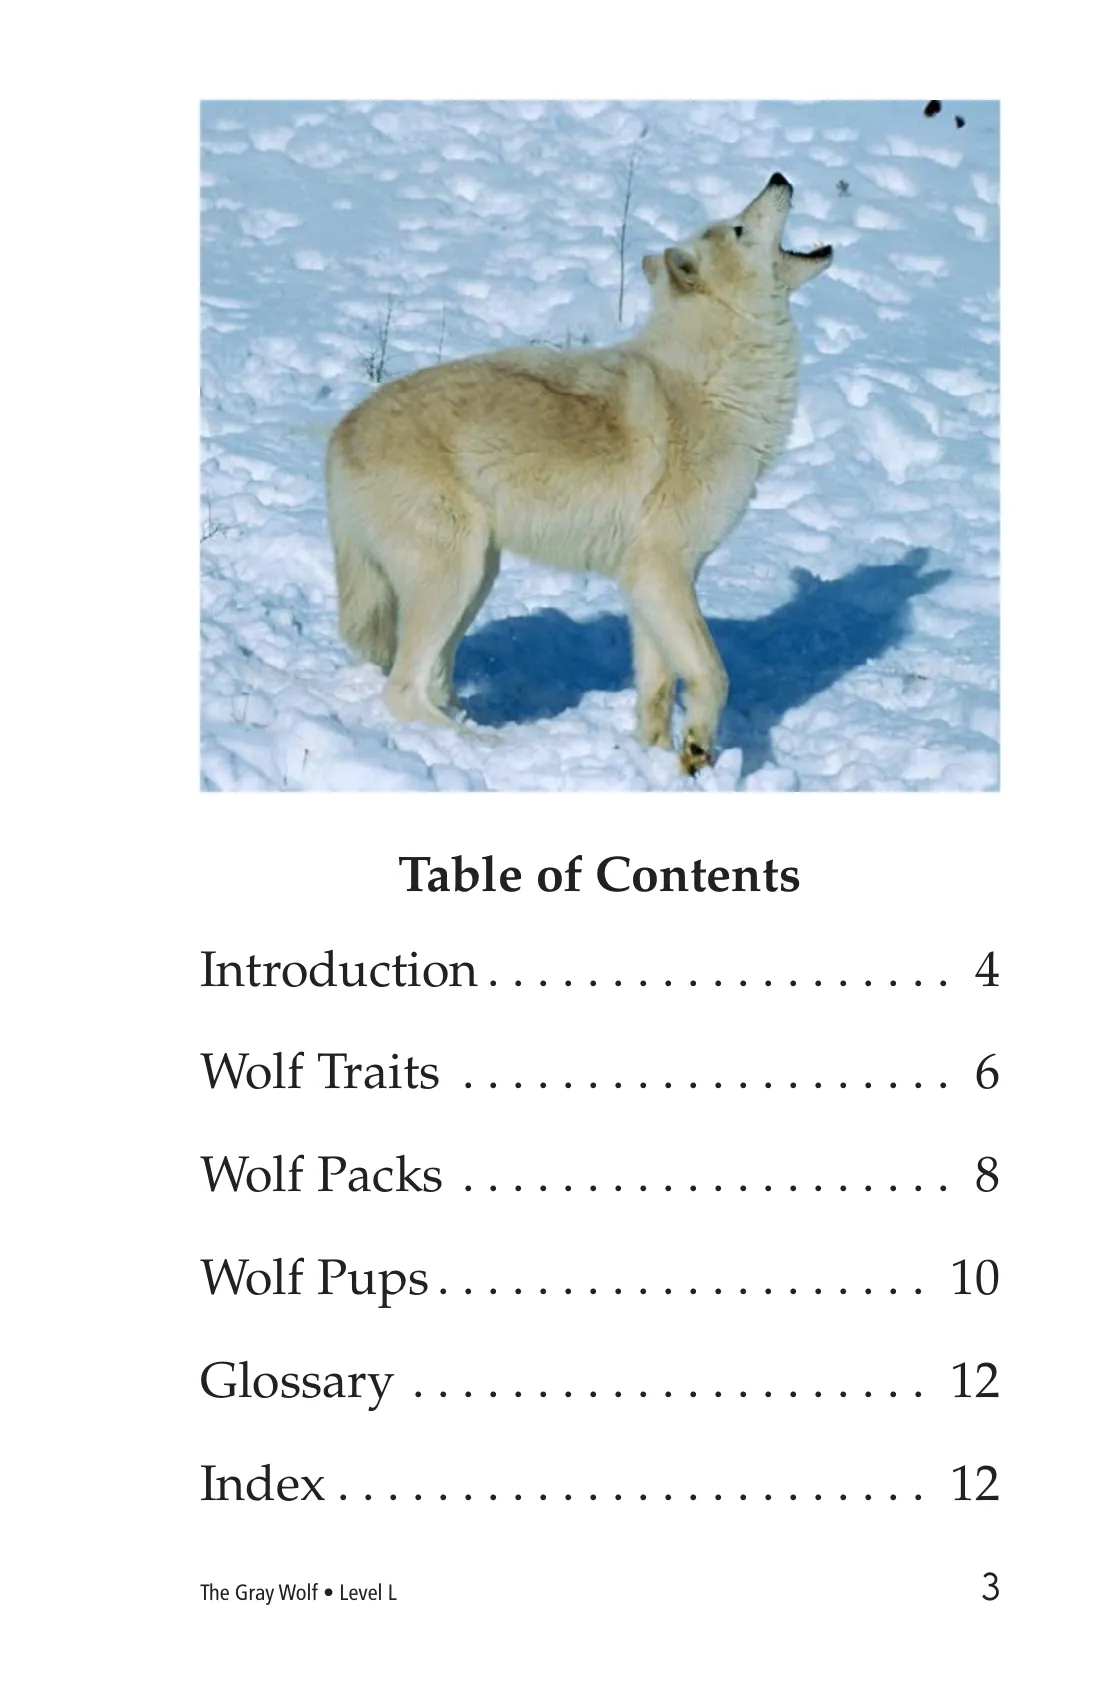 Table of Contents
Introduction . . . . . . . . . . . . . . . . . . . 4
Wolf Traits . . . . . . . . . . . . . . . . . . . . 6
Wolf Packs . . . . . . . . . . . . . . . . . . . . 8
Wolf Pups . . . . . . . . . . . . . . . . . . . . 10
Glossary . . . . . . . . . . . . . . . . . . . . . 12
Index . . . . . . . . . . . . . . . . . . . . . . . . 12
The Gray Wolf • Level L 3